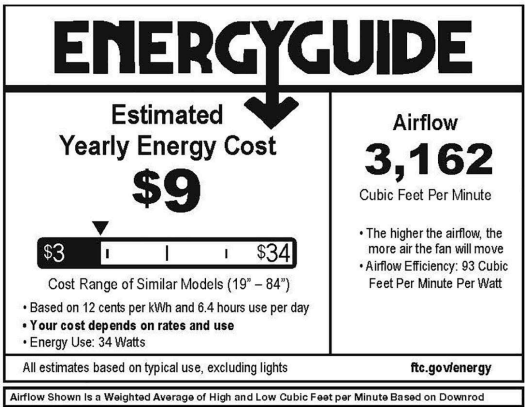 ENERGYGUIDE
Estimated
Yearly Energy Cost
$9
$3
$34
Cost Range of Similar Models (19" – 84")
• Based on 12 cents per kWh and 6.4 hours use per day
• Your cost depends on rates and use
• Energy Use: 34 Watts
Airflow
3,162
Cubic Feet Per Minute
• The higher the airflow, the
more air the fan will move
• Airflow Efficiency: 93 Cubic
Feet Per Minute Per Watt
All estimates based on typical use, excluding lights
ftc.gov/energy
Airflow Shown Is a Weighted Average of High and Low Cubic Feet per Minute Based on Downrod